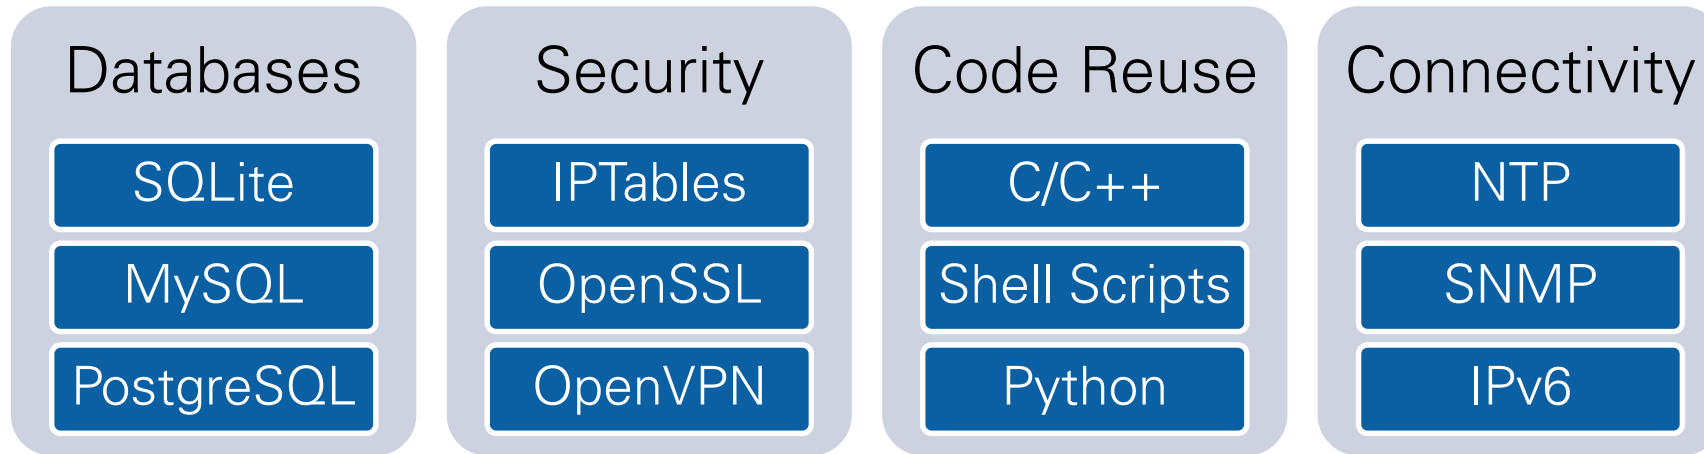 Databases
SQLite
MySQL
PostgreSQL
Security
IPTables
OpenSSL
OpenVPN
Code Reuse
C/C++
Shell Scripts
Python
Connectivity
NTP
SNMP
IPv6